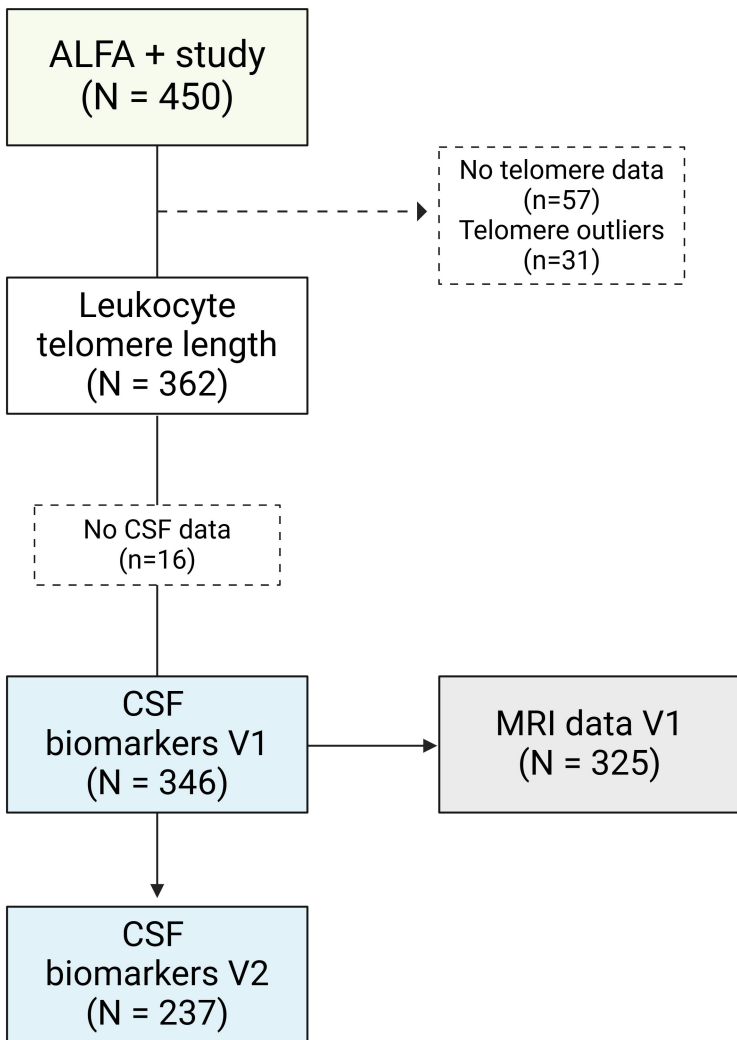 ALFA + study
(N = 450)
No telomere data
(n=57)
Telomere outliers
(n=31)
Leukocyte
telomere length
(N = 362)
No CSF data
(n=16)
CSF
biomarkers V1
(N = 346)
MRI data V1
(N = 325)
CSF
biomarkers V2
(N = 237)